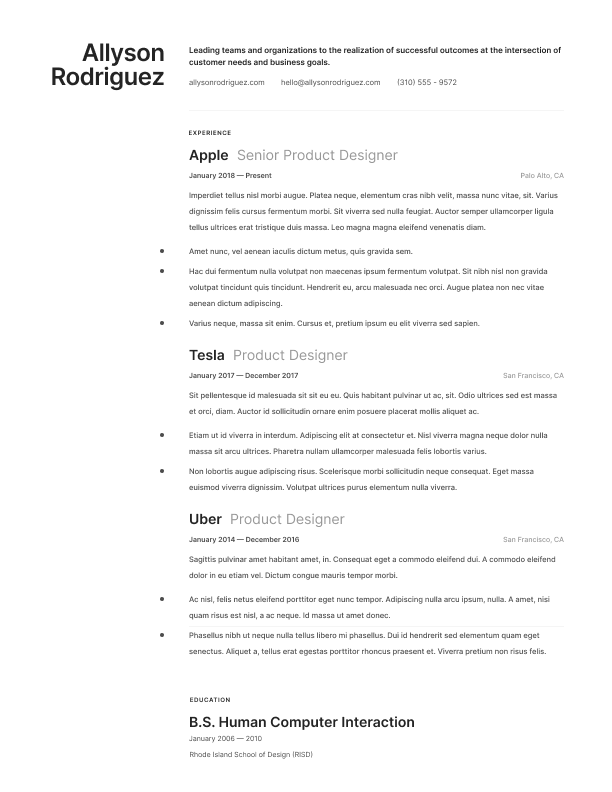 Allyson
Rodriguez
Leading teams and organizations to the realization of successful outcomes at the intersection of
customer needs and business goals.
allysonrodriguez.com hello@allysonrodriguez.com (310) 555 - 9572
EXPERIENCE
Apple Senior Product Designer
January 2018 — Present Palo Alto, CA
Imperdiet tellus nisl morbi augue. Platea neque, elementum cras nibh velit, massa nunc vitae, sit. Varius
dignissim felis cursus fermentum morbi. Sit viverra sed nulla feugiat. Auctor semper ullamcorper ligula
tellus ultrices erat tristique duis massa. Leo magna magna eleifend venenatis diam.
• Amet nunc, vel aenean iaculis dictum metus, quis gravida sem.
• Hac dui fermentum nulla volutpat non maecenas ipsum fermentum volutpat. Sit nibh nisl non gravida
volutpat tincidunt quis tincidunt. Hendrerit eu, arcu malesuada nec orci. Augue platea non nec vitae
aenean dictum adipiscing.
• Varius neque, massa sit enim. Cursus et, pretium ipsum eu elit viverra sed sapien.
Tesla Product Designer
January 2017 — December 2017 San Francisco, CA
Sit pellentesque id malesuada sit sit eu eu. Quis habitant pulvinar ut ac, sit. Odio ultrices sed est massa
et orci, diam. Auctor id sollicitudin ornare enim posuere placerat mollis aliquet ac.
• Etiam ut id viverra in interdum. Adipiscing elit at consectetur et. Nisl viverra magna neque dolor nulla
massa sit arcu ultrices. Pharetra nullam ullamcorper malesuada felis lobortis varius.
• Non lobortis augue adipiscing risus. Scelerisque morbi sollicitudin neque consequat. Eget massa
euismod viverra dignissim. Volutpat ultrices purus elementum nulla viverra.
Uber Product Designer
January 2014 — December 2016 San Francisco, CA
Sagittis pulvinar amet habitant amet, in. Consequat eget a commodo eleifend dui. A commodo eleifend
dolor in eu etiam vel. Dictum congue mauris tempor morbi.
• Ac nisl, felis netus eleifend porttitor eget nunc tempor. Adipiscing nulla arcu ipsum, nulla. A amet, nisi
quam risus est nisl, a ac neque. Id massa ut amet donec.
• Phasellus nibh ut neque nulla tellus libero mi phasellus. Dui id hendrerit sed elementum quam eget
senectus. Aliquet a, tellus erat egestas porttitor rhoncus praesent et. Viverra pretium non risus felis.
EDUCATION
B.S. Human Computer Interaction
January 2006 — 2010
Rhode Island School of Design (RISD)